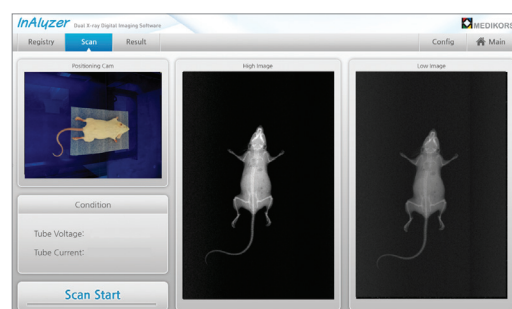 InAlyzer Dual X-ray Digital Imaging Software
MEDIKORS
Registry Scan Result Config Main
Positioning Cam
High Image
Low Image
Condition
Tube Voltage:
Tube Current:
Scan Start